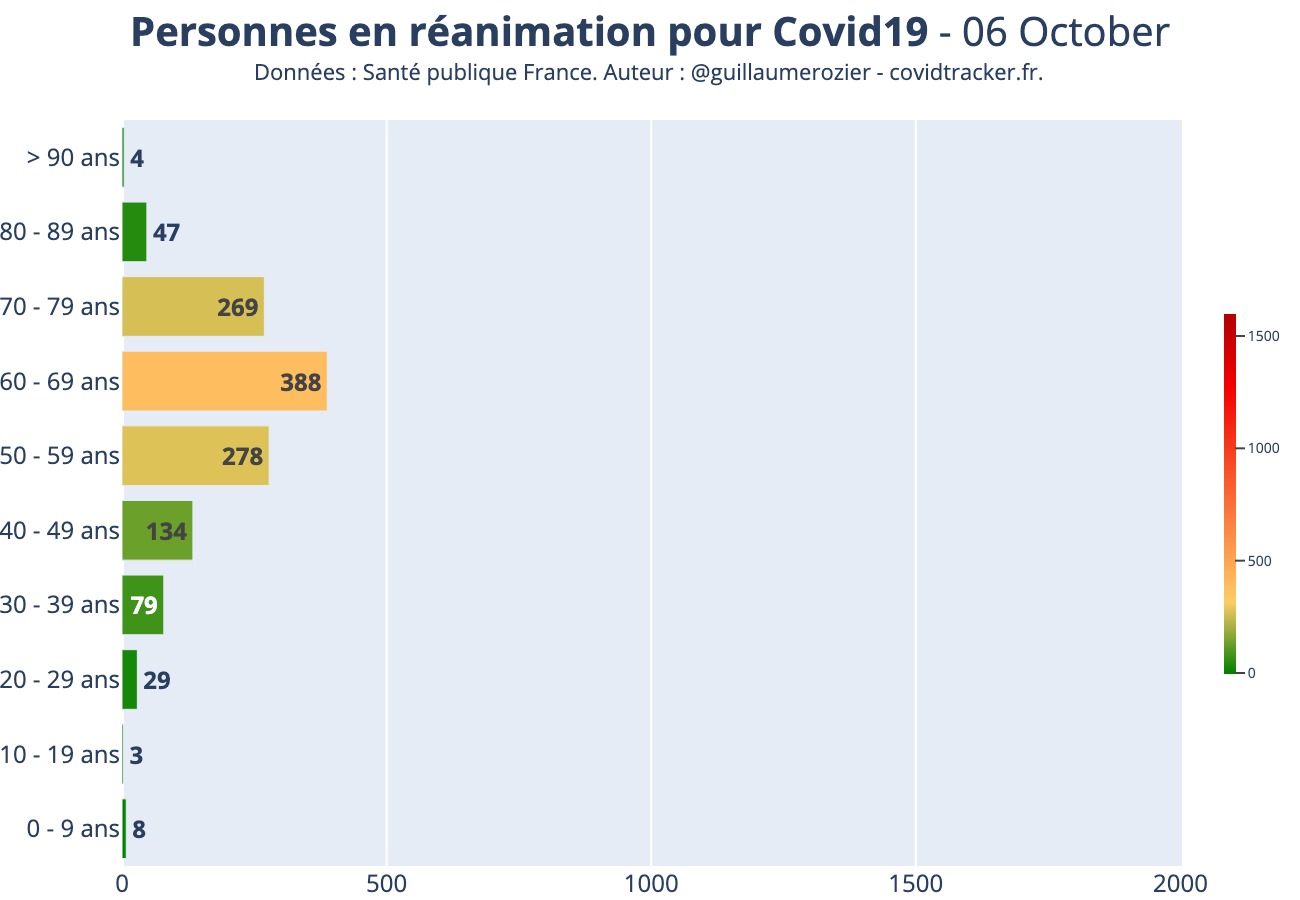 Personnes en réanimation pour Covid19 - 06 October
Données : Santé publique France. Auteur : @guillaumerozier - covidtracker.fr.
> 90 ans 4
80 - 89 ans 47
70 - 79 ans 269
60 - 69 ans 388
50 - 59 ans 278
40 - 49 ans 134
30 - 39 ans 79
20 - 29 ans 29
10 - 19 ans 3
0 - 9 ans 8
0 500 1000 1500 2000
1500
1000
500
0